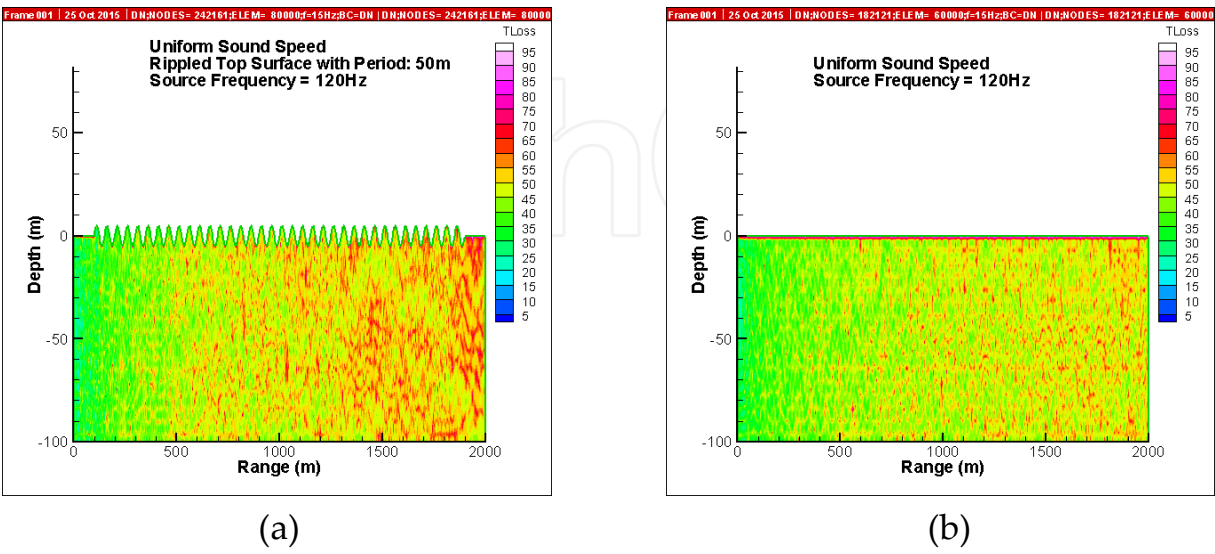 Frame 001 | 25 Oct 2015 | DN;NODES= 242161;ELEM= 80000;f=15Hz;BC=DN | DN;NODES= 242161;ELEM= 80000
TLoss
Uniform Sound Speed
Rippled Top Surface with Period: 50m
Source Frequency = 120Hz
95
90
85
80
75
70
65
60
55
50
45
40
35
30
25
20
15
10
5
50
0
-50
-100
Depth (m)
0 500 1000 1500 2000
Range (m)
(a)
Frame 001 | 25 Oct 2015 | DN;NODES= 182121;ELEM= 60000;f=15Hz;BC=DN | DN;NODES= 182121;ELEM= 60000
TLoss
Uniform Sound Speed
Source Frequency = 120Hz
95
90
85
80
75
70
65
60
55
50
45
40
35
30
25
20
15
10
5
50
0
-50
-100
Depth (m)
0 500 1000 1500 2000
Range (m)
(b)